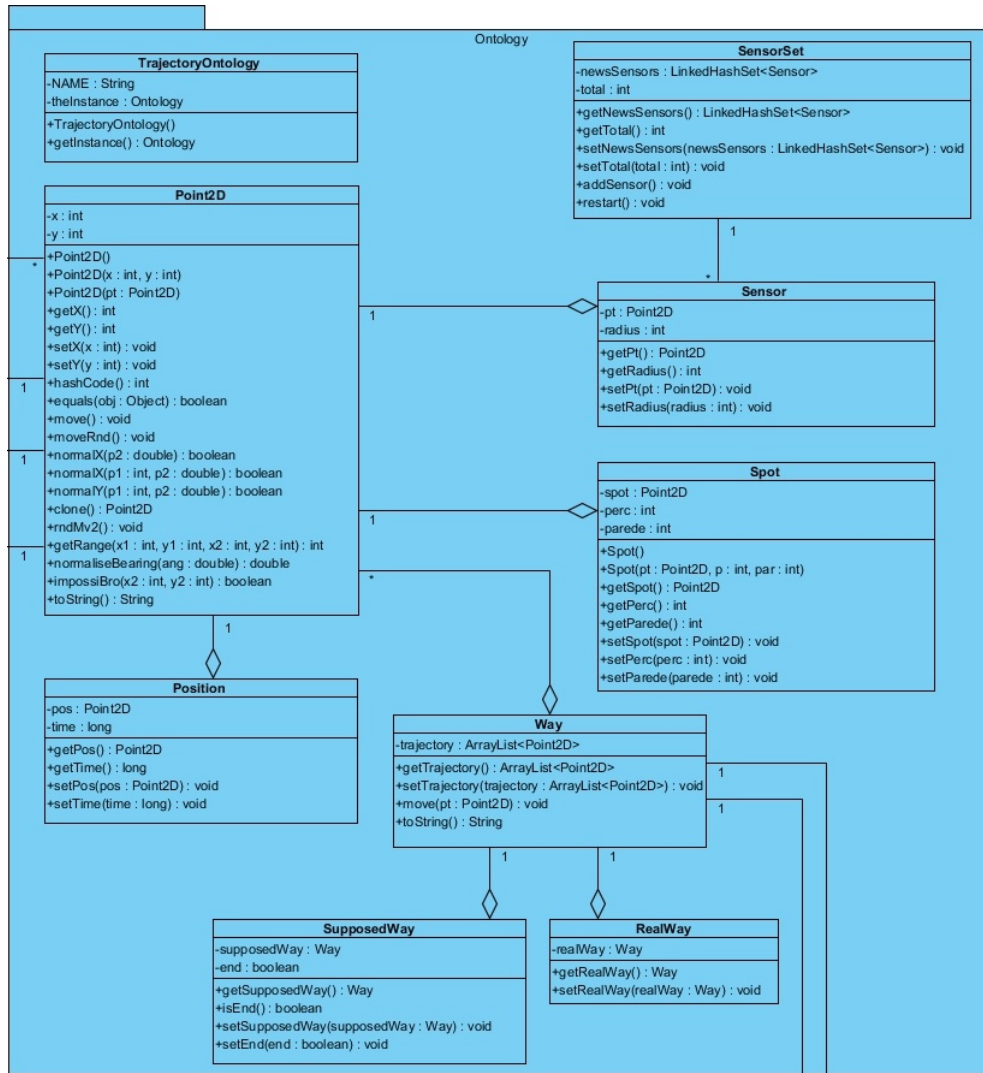 Ontology
TrajectoryOntology
-NAME : String
-theInstance : Ontology
+TrajectoryOntology()
+getInstance() : Ontology
SensorSet
-newsSensors : LinkedHashSet<Sensor>
-total : int
+getNewsSensors() : LinkedHashSet<Sensor>
+getTotal() : int
+setNewsSensors(newsSensors : LinkedHashSet<Sensor>) : void
+setTotal(total : int) : void
+addSensor() : void
+restart() : void
1
*
Point2D
-x : int
-y : int
+Point2D()
+Point2D(x : int, y : int)
+Point2D(pt : Point2D)
+getX() : int
+getY() : int
+setX(x : int) : void
+setY(y : int) : void
+hashCode() : int
+equals(obj : Object) : boolean
+move() : void
+moveRnd() : void
+normalX(p2 : double) : boolean
+normalX(p1 : int, p2 : double) : boolean
+normalY(p1 : int, p2 : double) : boolean
+clone() : Point2D
+rndMv2() : void
+getRange(x1 : int, y1 : int, x2 : int, y2 : int) : int
+normaliseBearing(ang : double) : double
+impossiBro(x2 : int, y2 : int) : boolean
+toString() : String
*
1
1
1
1
1
*
1
Sensor
-pt : Point2D
-radius : int
+getPt() : Point2D
+getRadius() : int
+setPt(pt : Point2D) : void
+setRadius(radius : int) : void
Spot
-spot : Point2D
-perc : int
-parede : int
+Spot()
+Spot(pt : Point2D, p : int, par : int)
+getSpot() : Point2D
+getPerc() : int
+getParede() : int
+setSpot(spot : Point2D) : void
+setPerc(perc : int) : void
+setParede(parede : int) : void
Position
-pos : Point2D
-time : long
+getPos() : Point2D
+getTime() : long
+setPos(pos : Point2D) : void
+setTime(time : long) : void
Way
-trajectory : ArrayList<Point2D>
+getTrajectory() : ArrayList<Point2D>
+setTrajectory(trajectory : ArrayList<Point2D>) : void
+move(pt : Point2D) : void
+toString() : String
1
1
1
1
SupposedWay
-supposedWay : Way
-end : boolean
+getSupposedWay() : Way
+isEnd() : boolean
+setSupposedWay(supposedWay : Way) : void
+setEnd(end : boolean) : void
RealWay
-realWay : Way
+getRealWay() : Way
+setRealWay(realWay : Way) : void